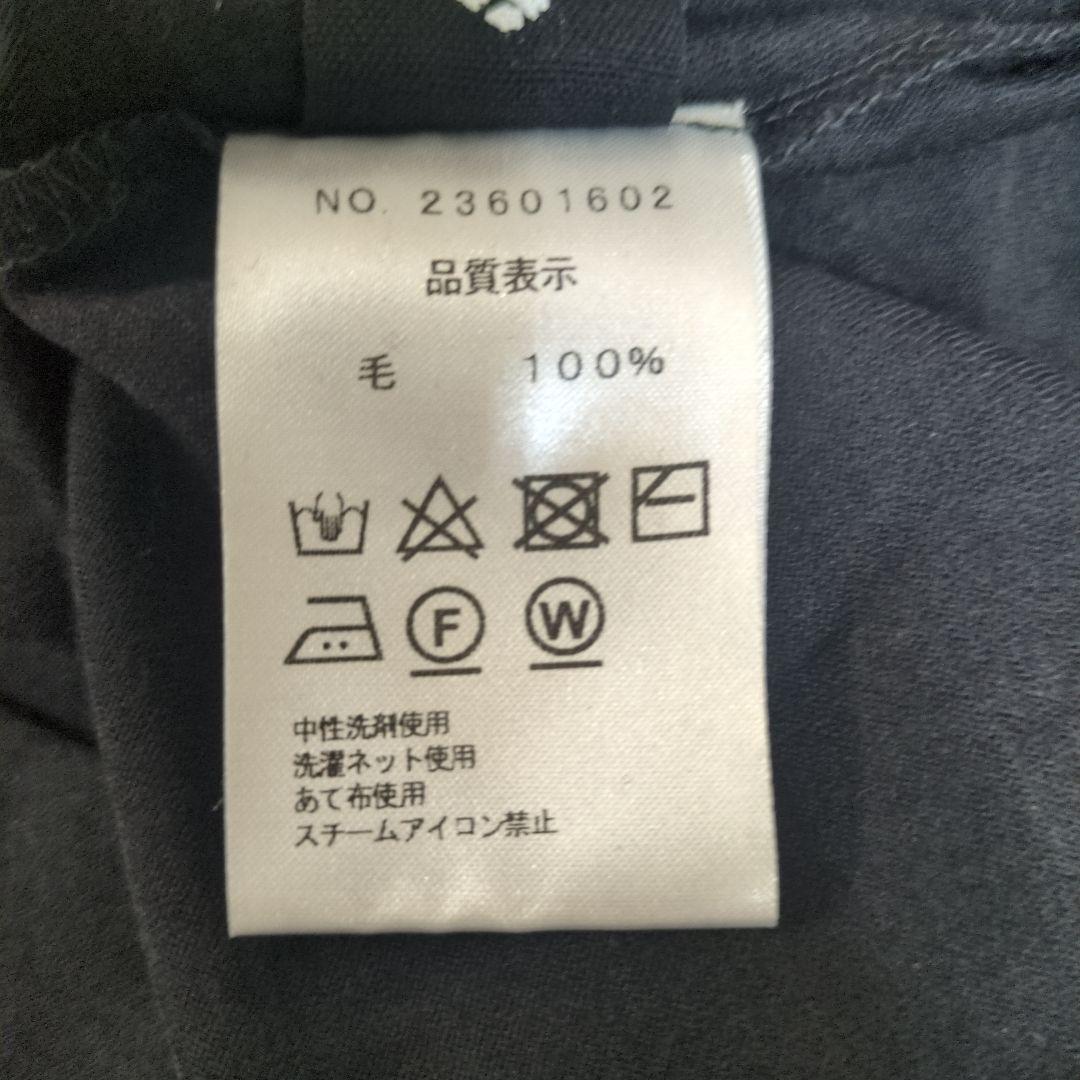 NO. 23601602
品質表示
毛 100%
F W
中性洗剤使用
洗濯ネット使用
あて布使用
スチームアイロン禁止